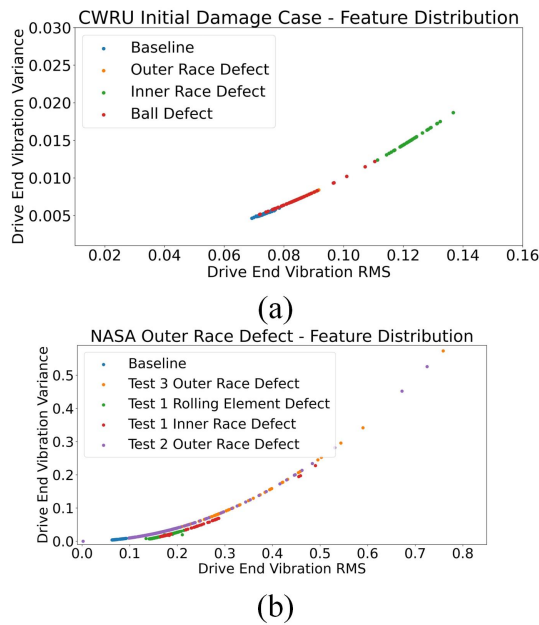 CWRU Initial Damage Case - Feature Distribution
Drive End Vibration Variance
0.030
0.025
0.020
0.015
0.010
0.005
Baseline
Outer Race Defect
Inner Race Defect
Ball Defect
0.02 0.04 0.06 0.08 0.10 0.12 0.14 0.16
Drive End Vibration RMS
(a)
NASA Outer Race Defect - Feature Distribution
Drive End Vibration Variance
0.5
0.4
0.3
0.2
0.1
0.0
Baseline
Test 3 Outer Race Defect
Test 1 Rolling Element Defect
Test 1 Inner Race Defect
Test 2 Outer Race Defect
0.0 0.1 0.2 0.3 0.4 0.5 0.6 0.7 0.8
Drive End Vibration RMS
(b)